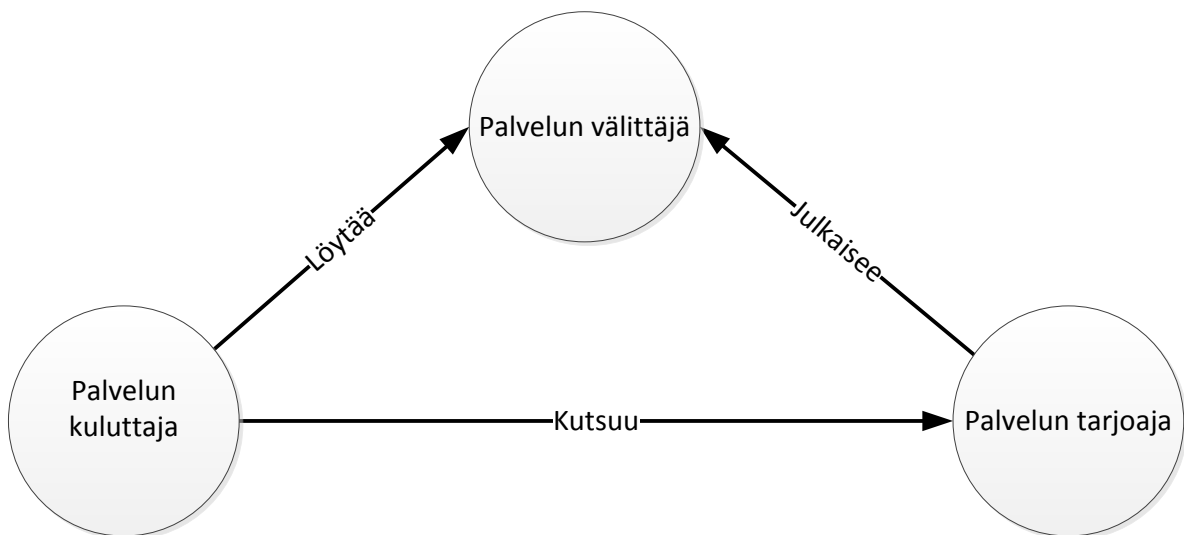 Palvelun välittäjä
Löytää
Julkaisee
Palvelun
kuluttaja
Kutsuu
Palvelun tarjoaja